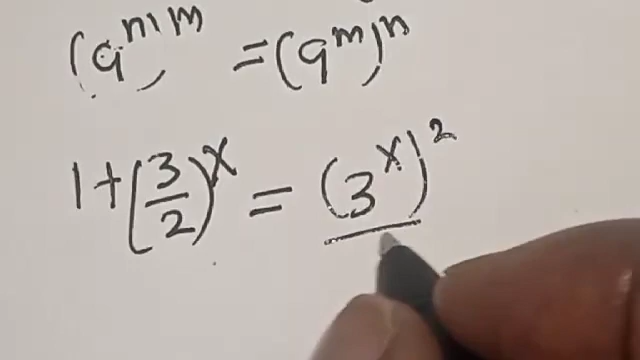 (a^n)^m = (a^m)^n
1 + (3/2)^x = (3^x)^2